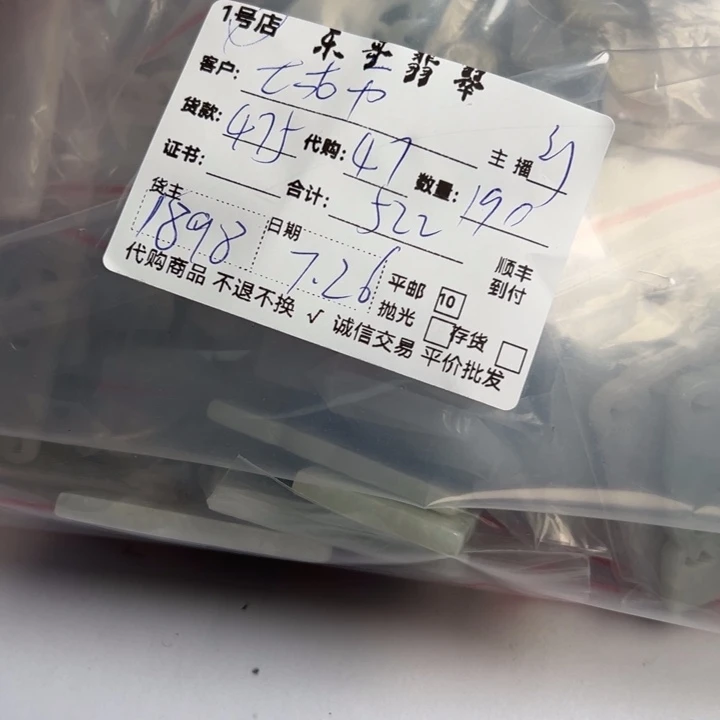 1号店 乐生翡翠
客户:
货款: 475 代购: 47 主播
证书: 合计: 522 数量: 190
货主 1898 日期 7.26 顺丰到付
平邮 10
抛光 存货
代购商品 不退不换 √ 诚信交易 平价批发